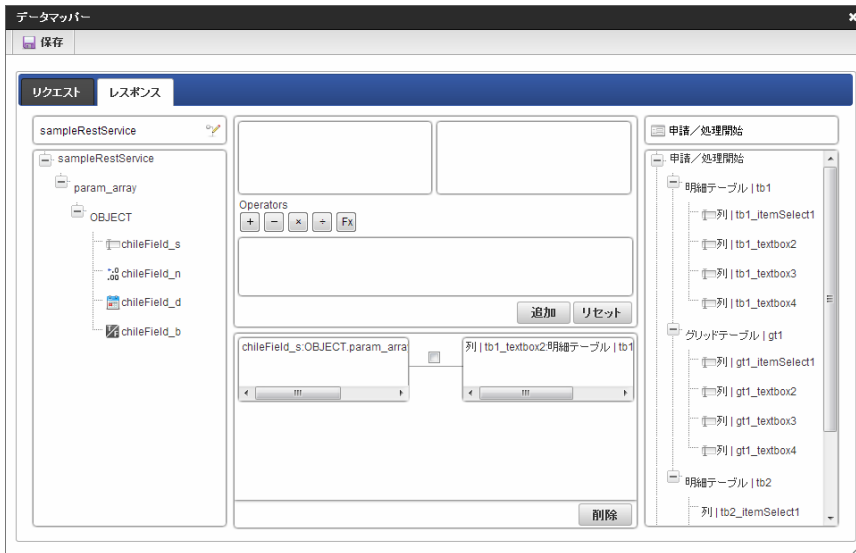 データマッパー
保存
リクエスト
レスポンス
sampleRestService
sampleRestService
param_array
OBJECT
chileField_s
chileField_n
chileField_d
chileField_b
Operators
+ − × ÷ Fx
追加
リセット
chileField_s:OBJECT.param_arra
列 | tb1_textbox2:明細テーブル | tb1
削除
申請／処理開始
申請／処理開始
明細テーブル | tb1
列 | tb1_itemSelect1
列 | tb1_textbox2
列 | tb1_textbox3
列 | tb1_textbox4
グリッドテーブル | gt1
列 | gt1_itemSelect1
列 | gt1_textbox2
列 | gt1_textbox3
列 | gt1_textbox4
明細テーブル | tb2
列 | tb2_itemSelect1